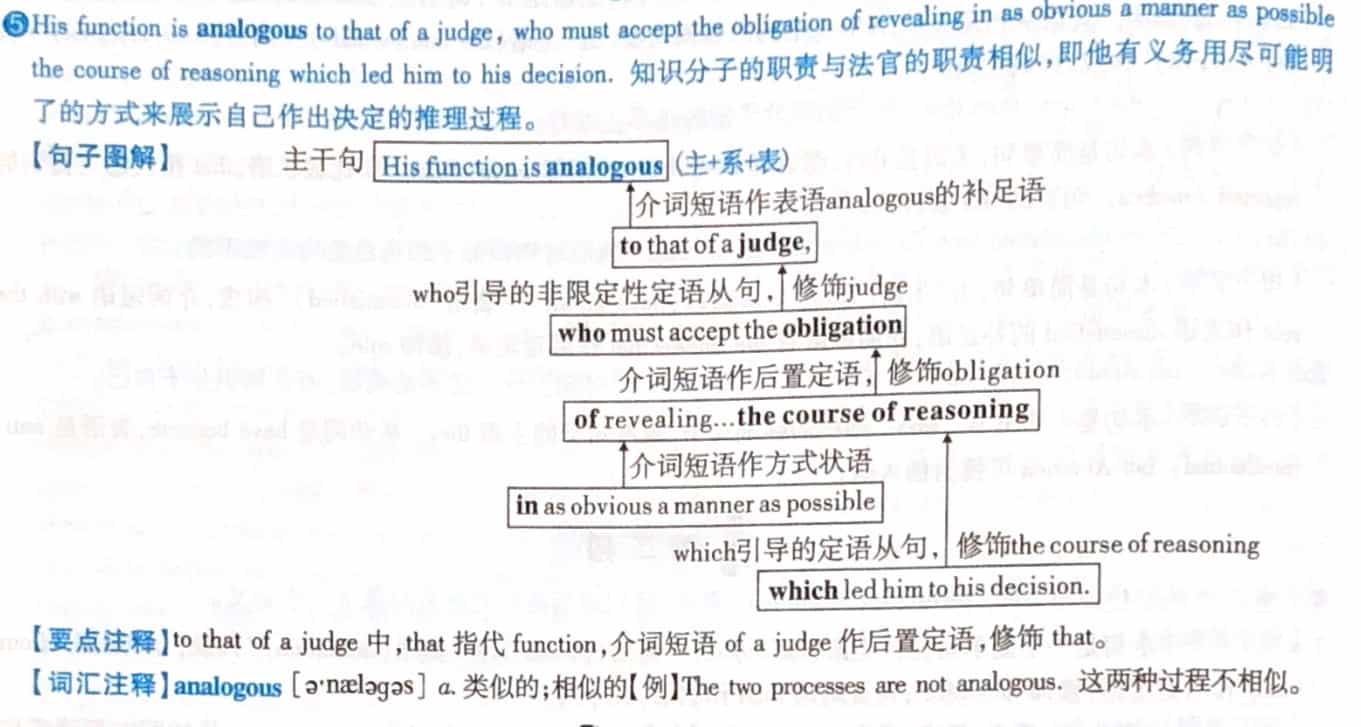 ❺His function is analogous to that of a judge, who must accept the obligation of revealing in as obvious a manner as possible
the course of reasoning which led him to his decision. 知识分子的职责与法官的职责相似,即他有义务用尽可能明
了的方式来展示自己作出决定的推理过程。
【句子图解】 主干句 His function is analogous (主+系+表)
介词短语作表语analogous的补足语
to that of a judge,
who引导的非限定性定语从句, 修饰judge
who must accept the obligation
介词短语作后置定语, 修饰obligation
of revealing…the course of reasoning
介词短语作方式状语
in as obvious a manner as possible
which引导的定语从句, 修饰the course of reasoning
which led him to his decision.
【要点注释】to that of a judge 中,that 指代 function,介词短语 of a judge 作后置定语,修饰 that。
【词汇注释】analogous [ə'næləgəs] a. 类似的;相似的【例】The two processes are not analogous. 这两种过程不相似。